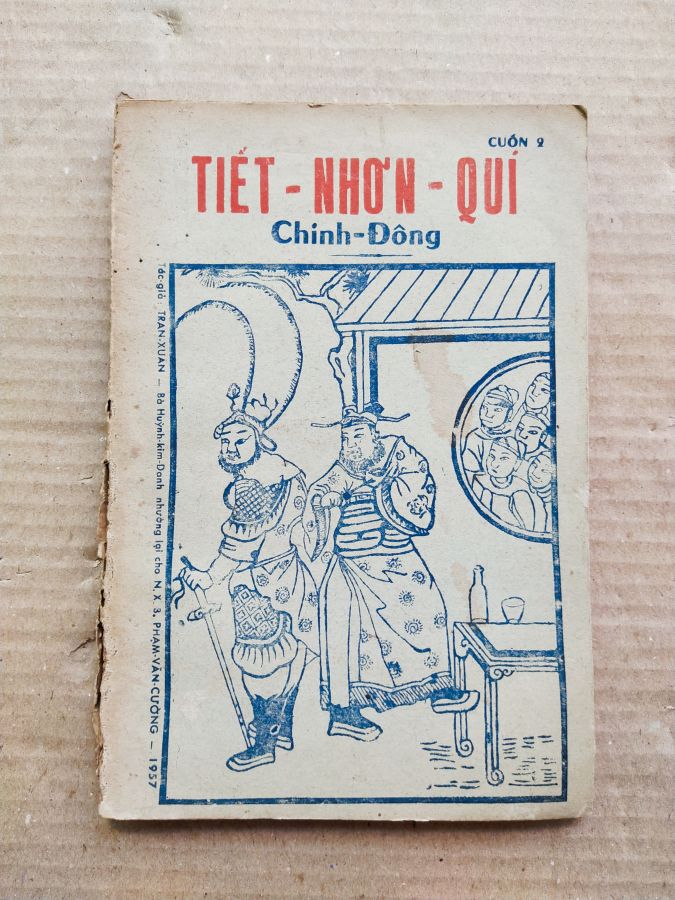 CUỐN 2
TIẾT - NHƠN - QUÍ
Chinh-Đông
Tác-giả : TRẦN-XUÂN — Bà Huỳnh-kim-Danh nhường lại cho N. X B. PHẠM-VĂN-CƯỜNG — 1957